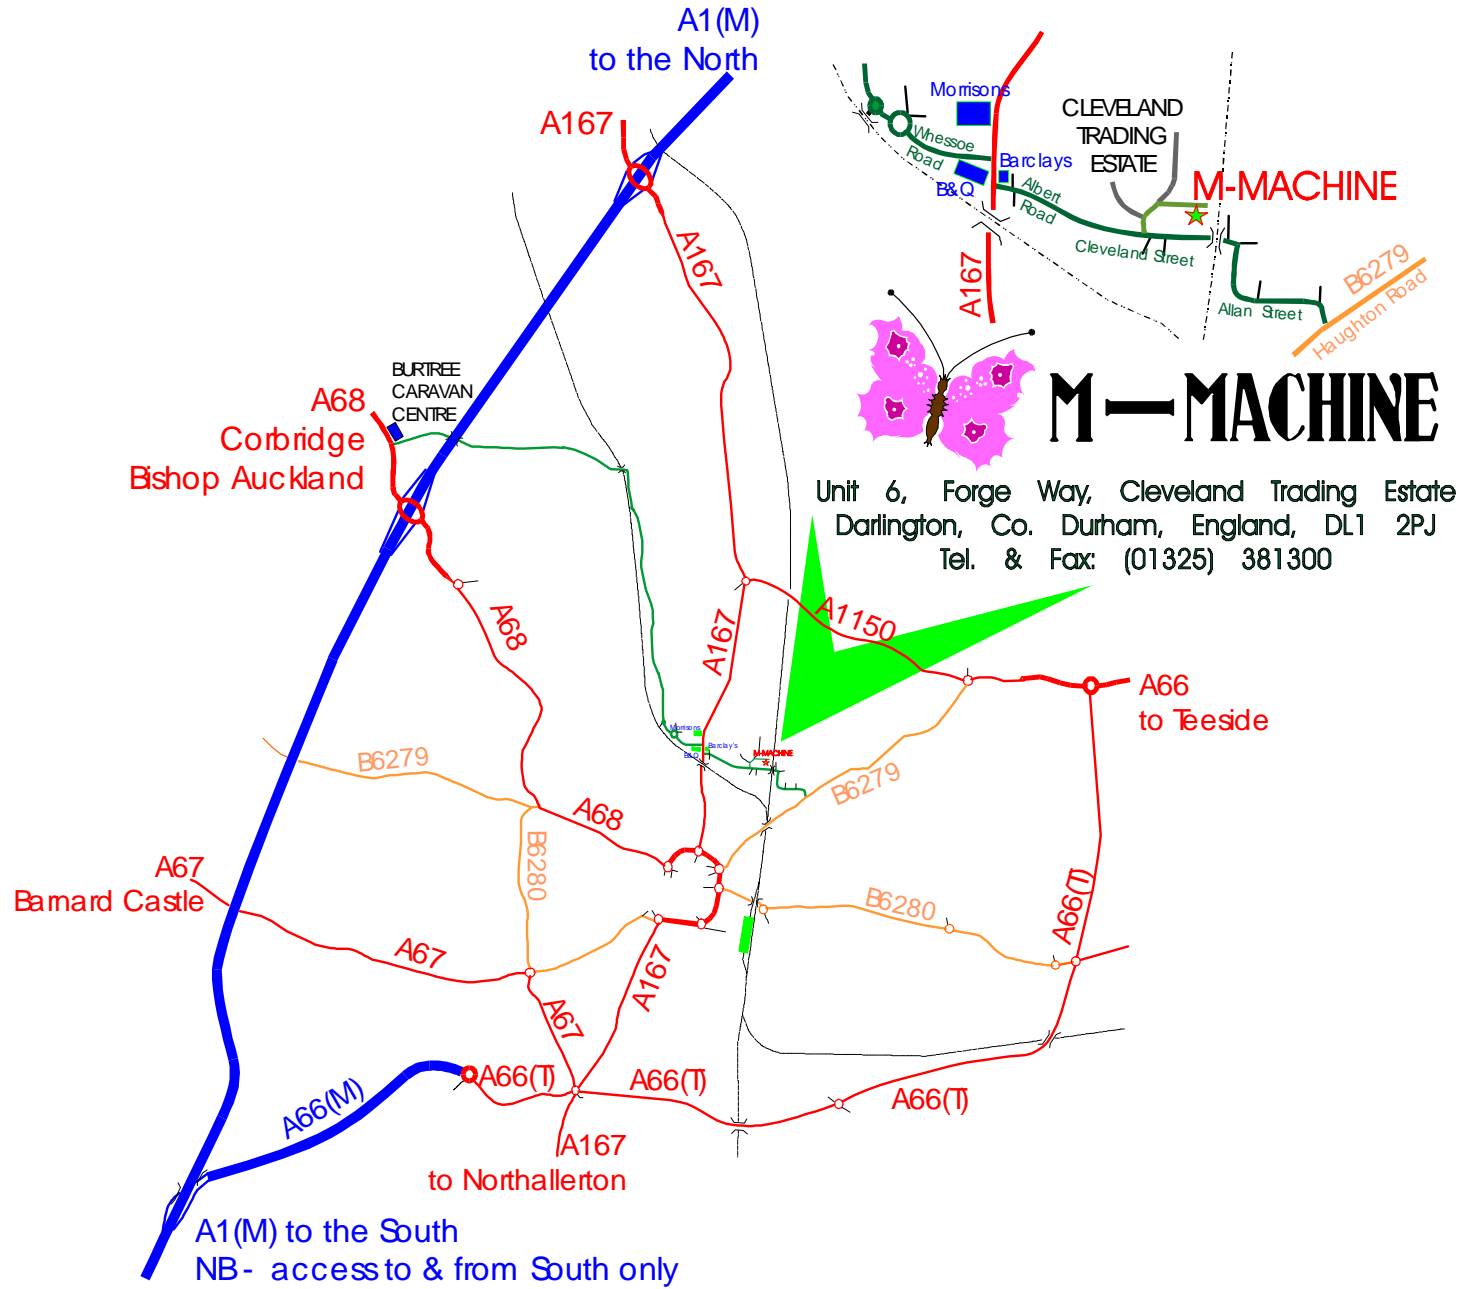 A1(M)
to the North
A167
A167
Morrisons
CLEVELAND
TRADING
ESTATE
Whessoe
Road
Barclays
B&Q
Albert
Road
M-MACHINE
Cleveland Street
A167
B6279
Haughton Road
Allan Street
BURTREE
CARAVAN
CENTRE
A68
Corbridge
Bishop Auckland
M-MACHINE
Unit 6, Forge Way, Cleveland Trading Estate
Darlington, Co. Durham, England, DL1 2PJ
Tel. & Fax: (01325) 381300
A68
A167
A1150
A66
to Teeside
Morrisons
Barclay's
B&Q
M-MACHINE
B6279
B6279
A68
B6280
A67
Barnard Castle
A67
B6280
A66(T)
A167
A67
A66(M)
A66(T)
A66(T)
A66(T)
A167
to Northallerton
A1(M) to the South
NB - access to & from South only